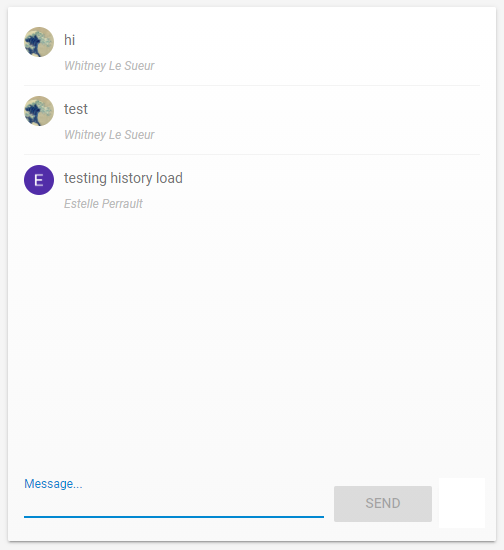 hi
Whitney Le Sueur
test
Whitney Le Sueur
E
testing history load
Estelle Perrault
Message...
SEND